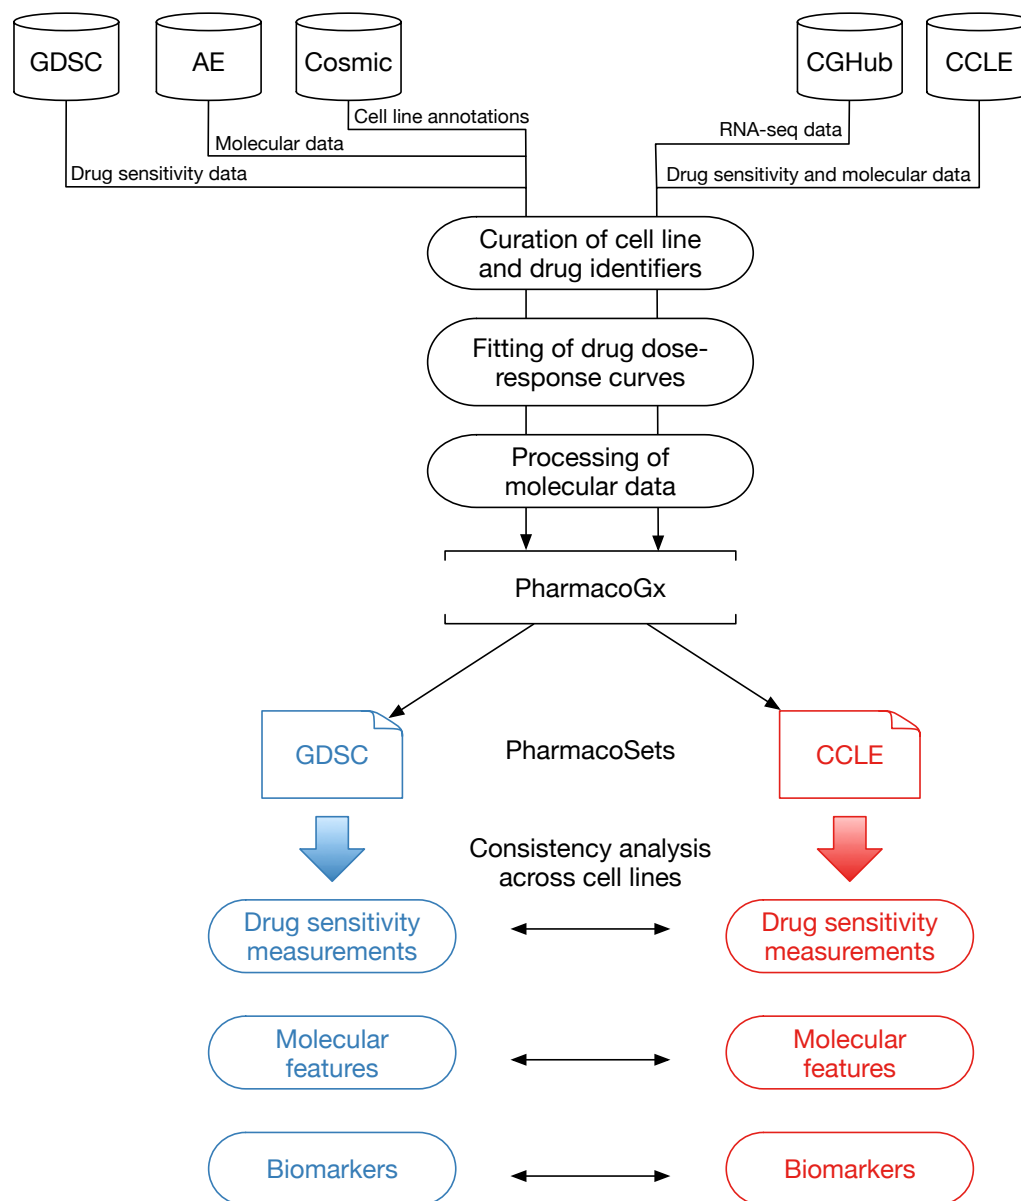 GDSC
AE
Cosmic
CGHub
CCLE
Cell line annotations
RNA-seq data
Molecular data
Drug sensitivity data
Drug sensitivity and molecular data
Curation of cell line
and drug identifiers
Fitting of drug dose-
response curves
Processing of
molecular data
PharmacoGx
GDSC
PharmacoSets
CCLE
Consistency analysis
across cell lines
Drug sensitivity
measurements
Drug sensitivity
measurements
Molecular
features
Molecular
features
Biomarkers
Biomarkers